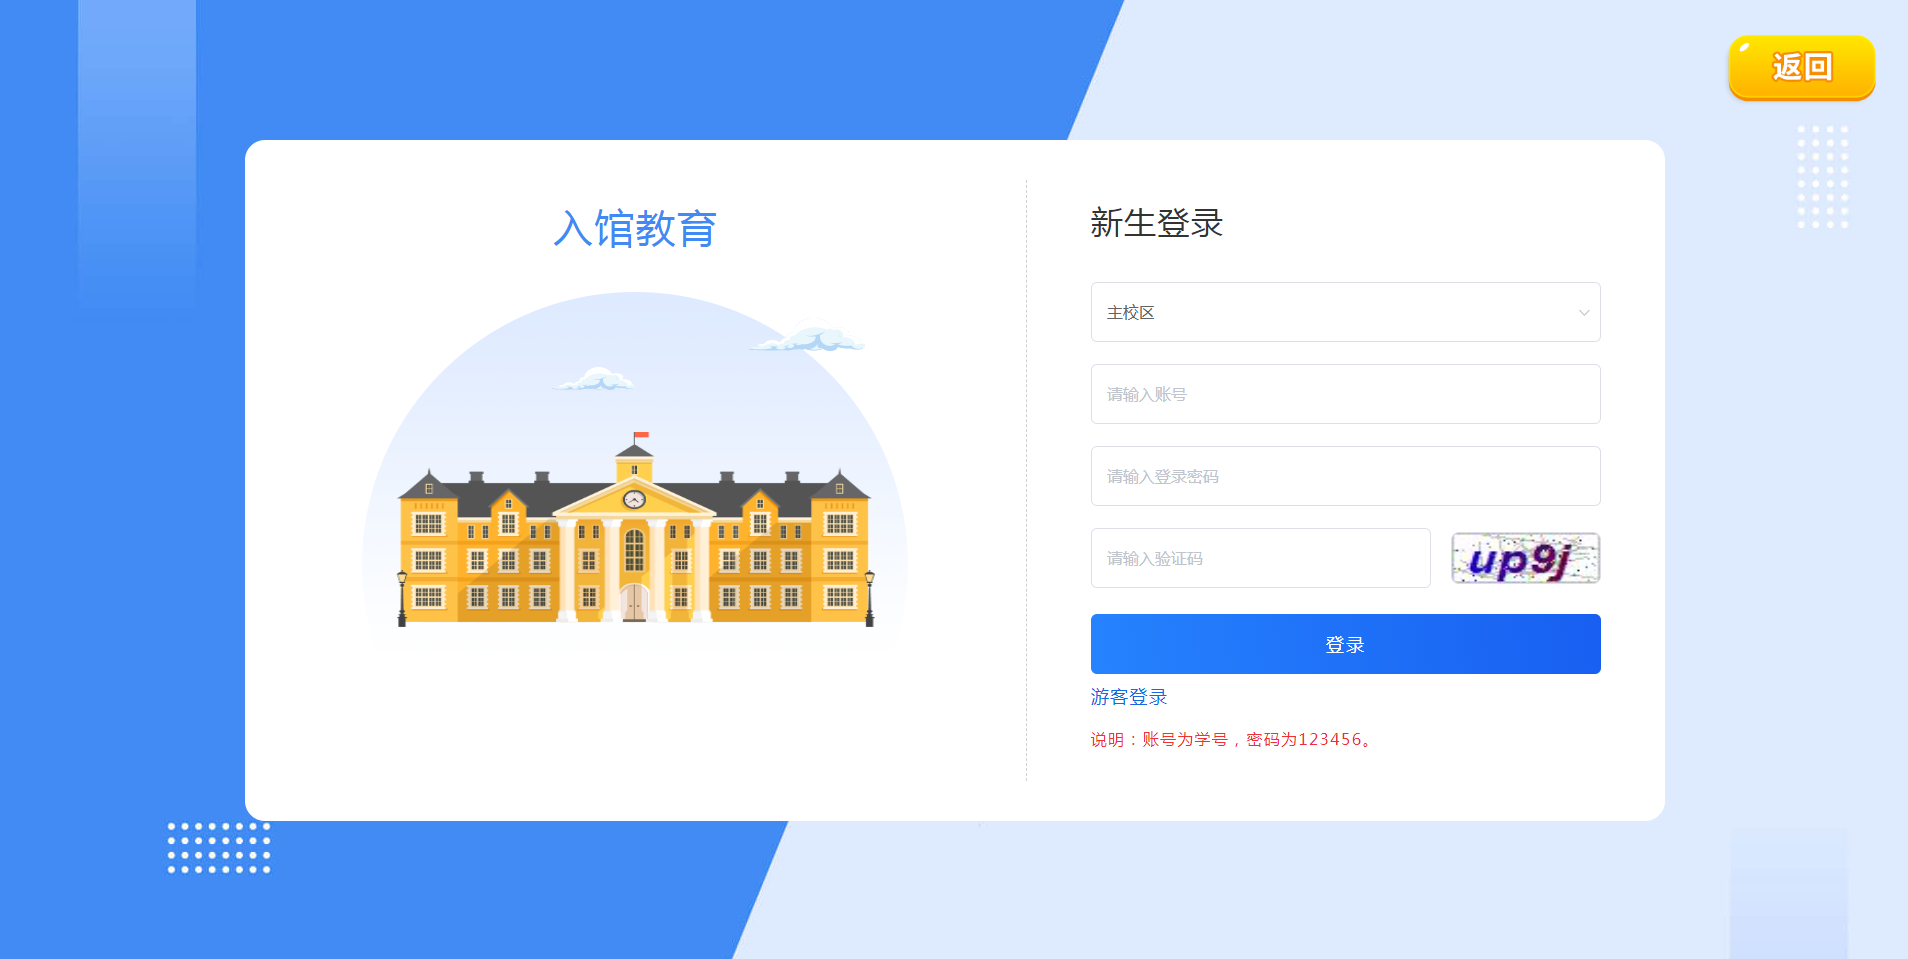 返回
入馆教育
新生登录
主校区
请输入账号
请输入登录密码
请输入验证码
up9j
登录
游客登录
说明：账号为学号，密码为123456。